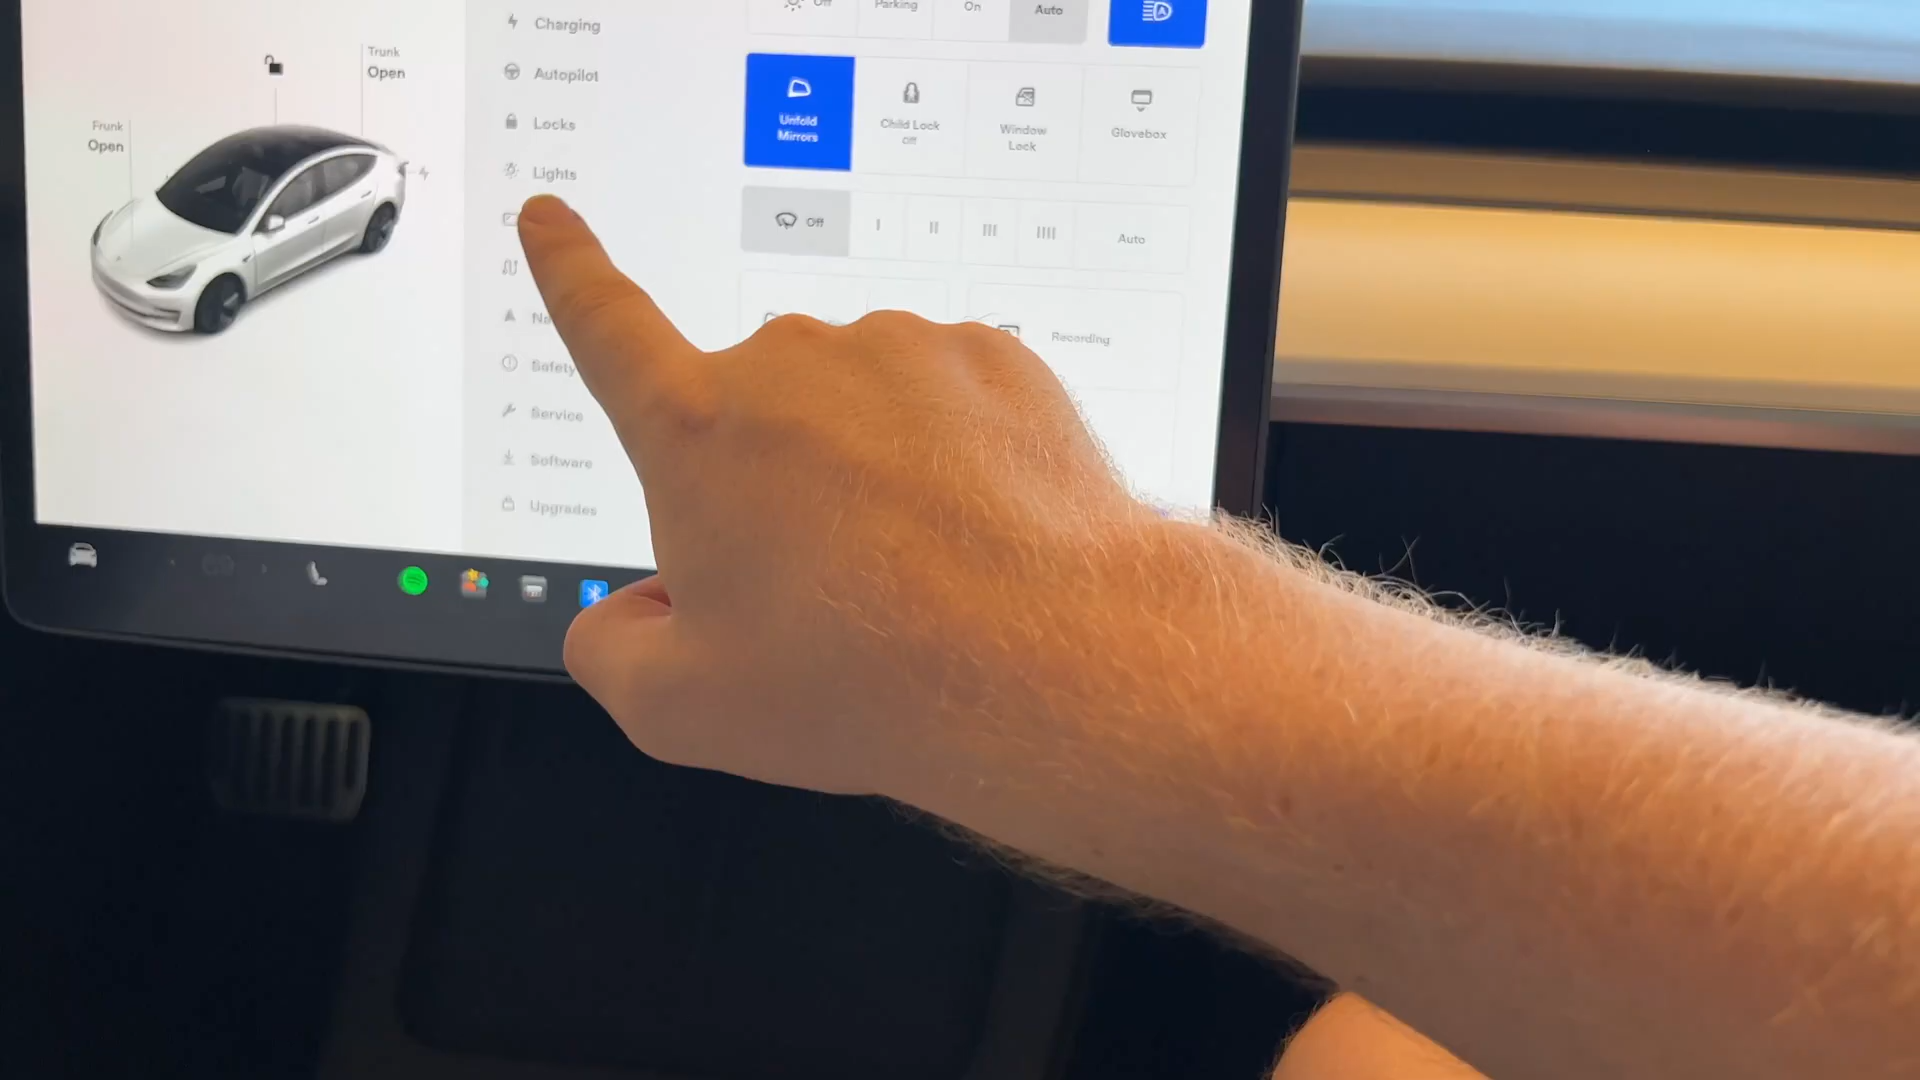 Trunk
Open
Frunk
Open
Charging
Autopilot
Locks
Lights
Safety
Service
Software
Upgrades
Off
Parking
On
Auto
Unfold
Mirrors
Child Lock
Off
Window
Lock
Glovebox
Off
I
II
III
IIII
Auto
Recording